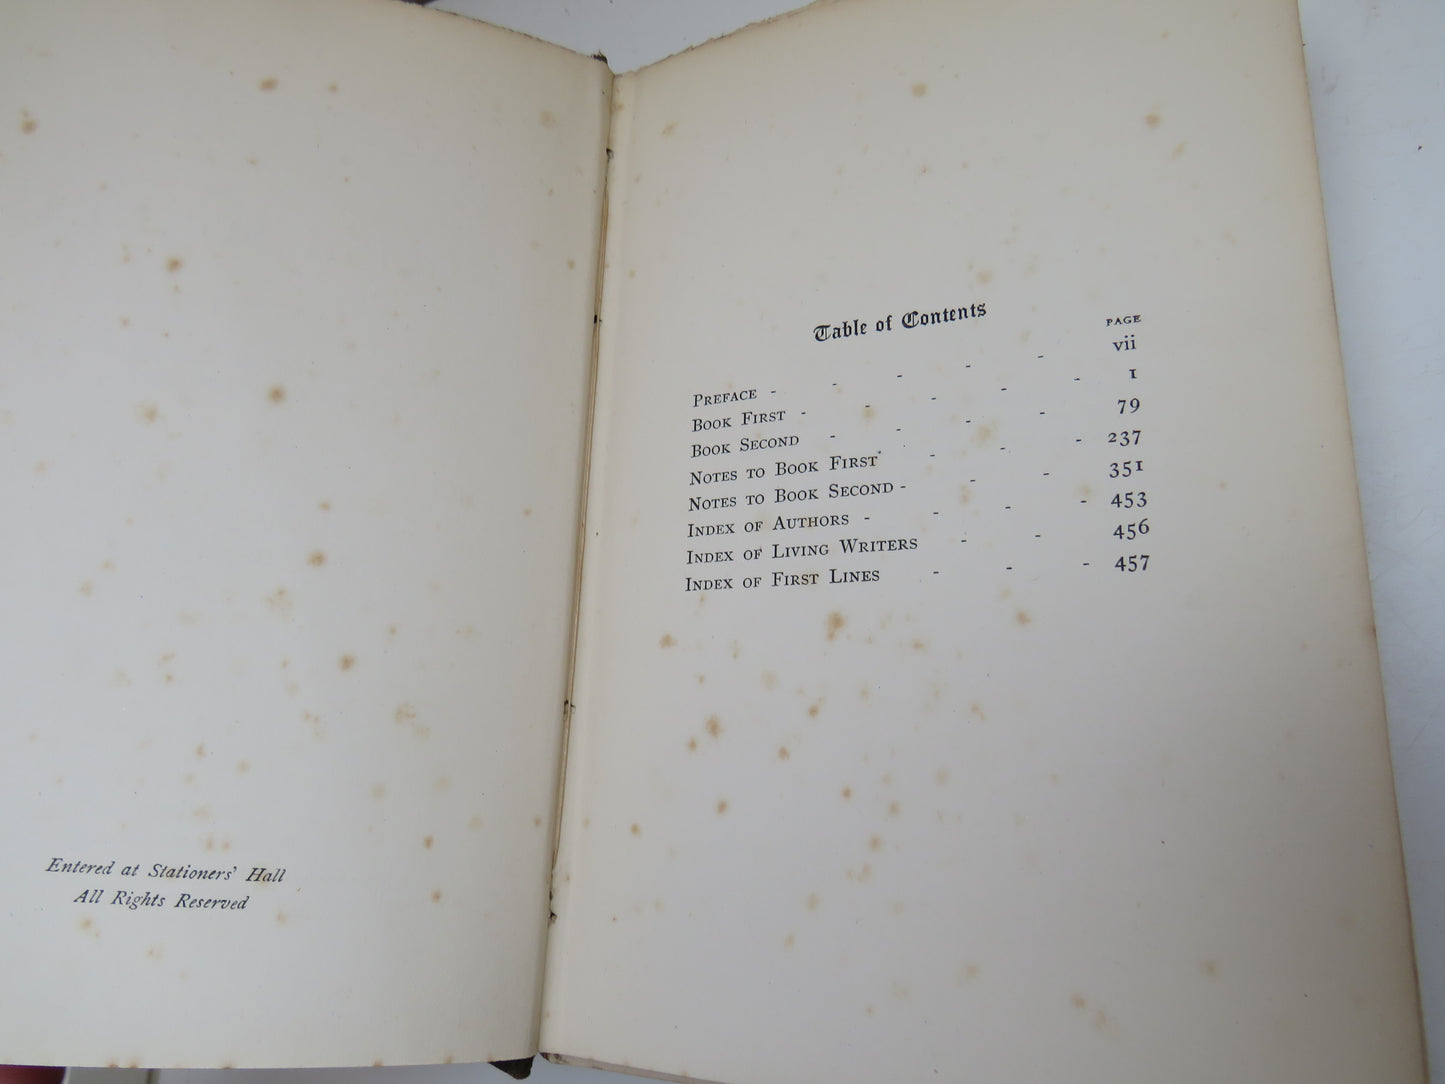 Entered at Stationers' Hall
All Rights Reserved
Table of Contents
PAGE
PREFACE - - - - - vii
BOOK FIRST - - - - - 1
BOOK SECOND - - - - 79
NOTES TO BOOK FIRST - - - 237
NOTES TO BOOK SECOND - - - 351
INDEX OF AUTHORS - - - - 453
INDEX OF LIVING WRITERS - - 456
INDEX OF FIRST LINES - - - 457